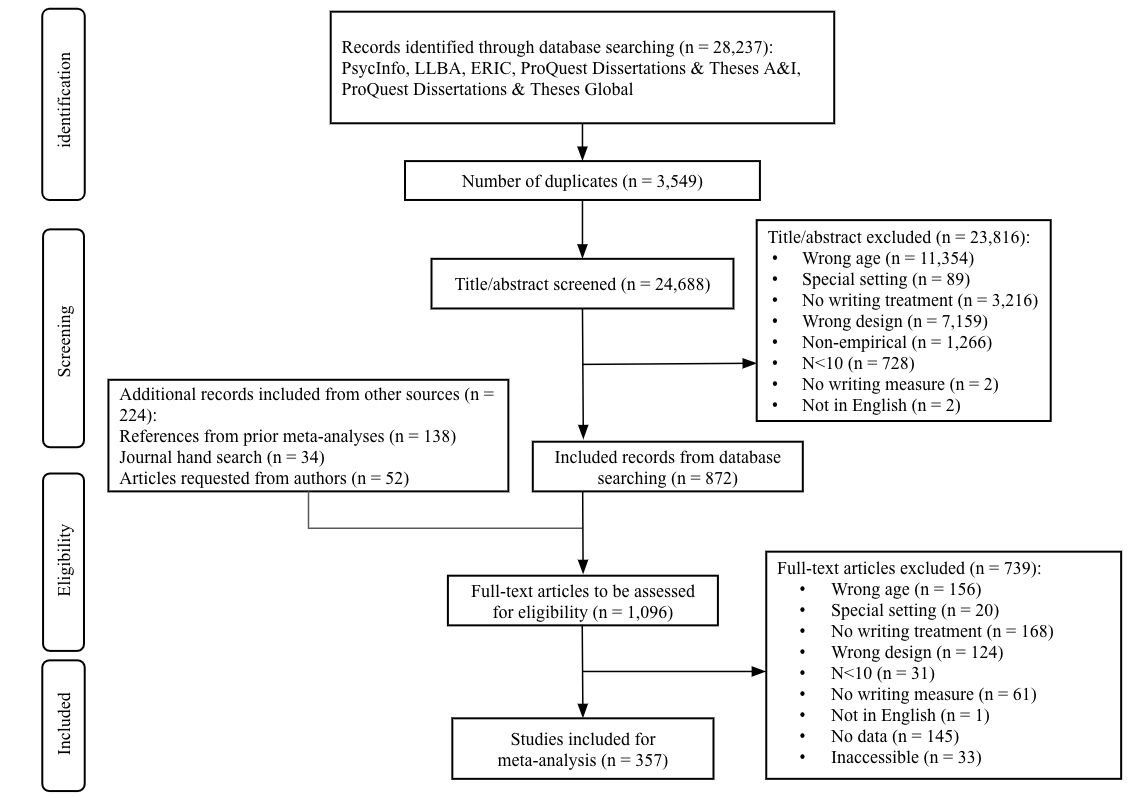 identification
Records identified through database searching (n = 28,237):
PsycInfo, LLBA, ERIC, ProQuest Dissertations & Theses A&I,
ProQuest Dissertations & Theses Global
Number of duplicates (n = 3,549)
Screening
Title/abstract screened (n = 24,688)
Title/abstract excluded (n = 23,816):
• Wrong age (n = 11,354)
• Special setting (n = 89)
• No writing treatment (n = 3,216)
• Wrong design (n = 7,159)
• Non-empirical (n = 1,266)
• N<10 (n = 728)
• No writing measure (n = 2)
• Not in English (n = 2)
Additional records included from other sources (n =
224):
References from prior meta-analyses (n = 138)
Journal hand search (n = 34)
Articles requested from authors (n = 52)
Included records from database
searching (n = 872)
Eligibility
Full-text articles to be assessed
for eligibility (n = 1,096)
Full-text articles excluded (n = 739):
• Wrong age (n = 156)
• Special setting (n = 20)
• No writing treatment (n = 168)
• Wrong design (n = 124)
• N<10 (n = 31)
• No writing measure (n = 61)
• Not in English (n = 1)
• No data (n = 145)
• Inaccessible (n = 33)
Included
Studies included for
meta-analysis (n = 357)